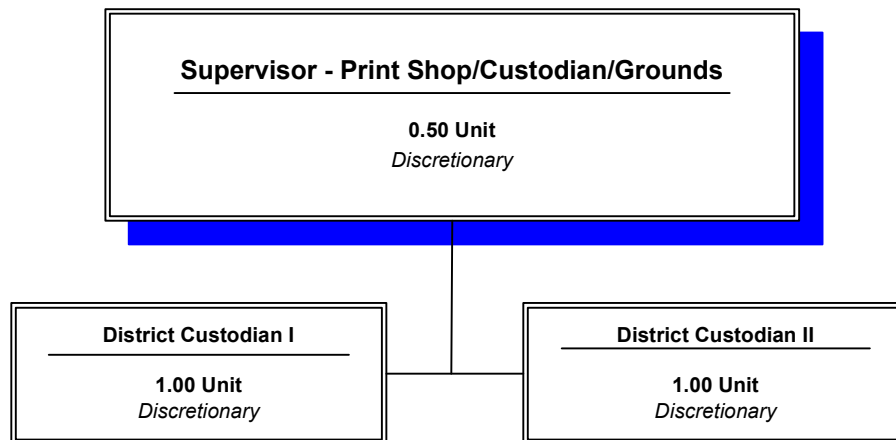 Supervisor - Print Shop/Custodian/Grounds
0.50 Unit
Discretionary
District Custodian I
1.00 Unit
Discretionary
District Custodian II
1.00 Unit
Discretionary